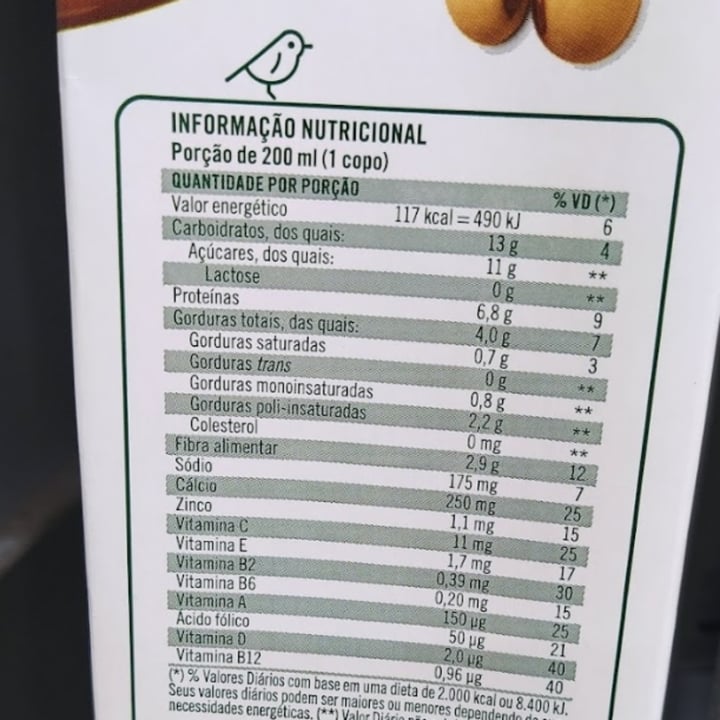 INFORMAÇÃO NUTRICIONAL
Porção de 200 ml (1 copo)
QUANTIDADE POR PORÇÃO % VD (*)
Valor energético 117 kcal = 490 kJ 6
Carboidratos, dos quais: 13 g 4
Açúcares, dos quais: 11 g **
Lactose 0 g **
Proteínas 6,8 g 9
Gorduras totais, das quais: 4,0 g 7
Gorduras saturadas 0,7 g 3
Gorduras trans 0 g **
Gorduras monoinsaturadas 0,8 g **
Gorduras poli-insaturadas 2,2 g **
Colesterol 0 mg **
Fibra alimentar 2,9 g 12
Sódio 175 mg 7
Cálcio 250 mg 25
Zinco 1,1 mg 15
Vitamina C 11 mg 25
Vitamina E 1,7 mg 17
Vitamina B2 0,39 mg 30
Vitamina B6 0,20 mg 15
Vitamina A 150 µg 25
Ácido fólico 50 µg 21
Vitamina D 2,0 µg 40
Vitamina B12 0,96 µg 40
(*) % Valores Diários com base em uma dieta de 2.000 kcal ou 8.400 kJ.
Seus valores diários podem ser maiores ou menores dependendo de
necessidades energéticas. (**) Valor Diário